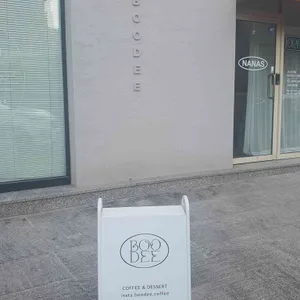 BOODEE
NANAS
BOO
DEE
COFFEE & DESSERT
insta.boodee.coffee